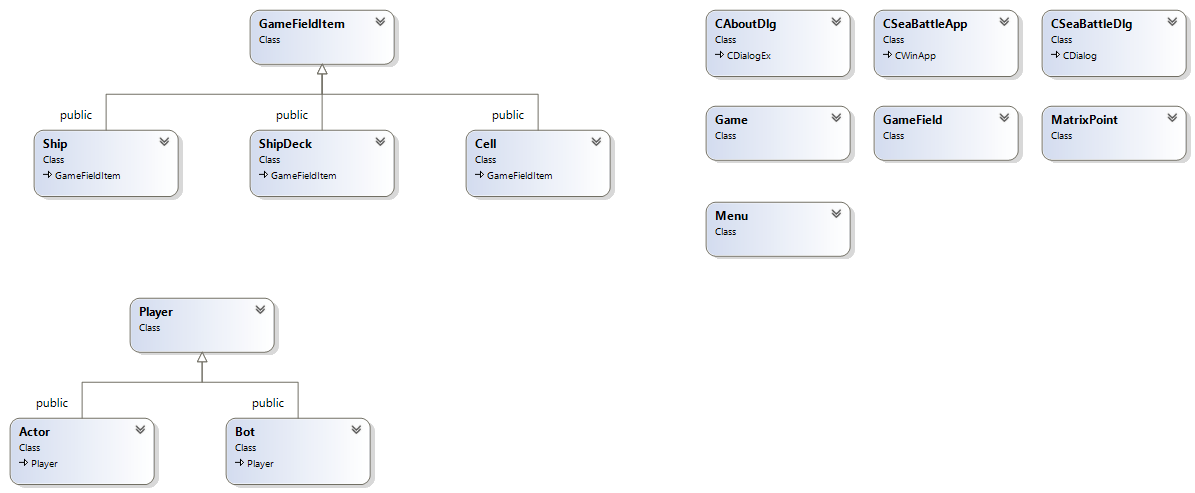 GameFieldItem
Class
public
public
public
Ship
Class
GameFieldItem
ShipDeck
Class
GameFieldItem
Cell
Class
GameFieldItem
Player
Class
public
public
Actor
Class
Player
Bot
Class
Player
CAboutDlg
Class
CDialogEx
CSeaBattleApp
Class
CWinApp
CSeaBattleDlg
Class
CDialog
Game
Class
GameField
Class
MatrixPoint
Class
Menu
Class